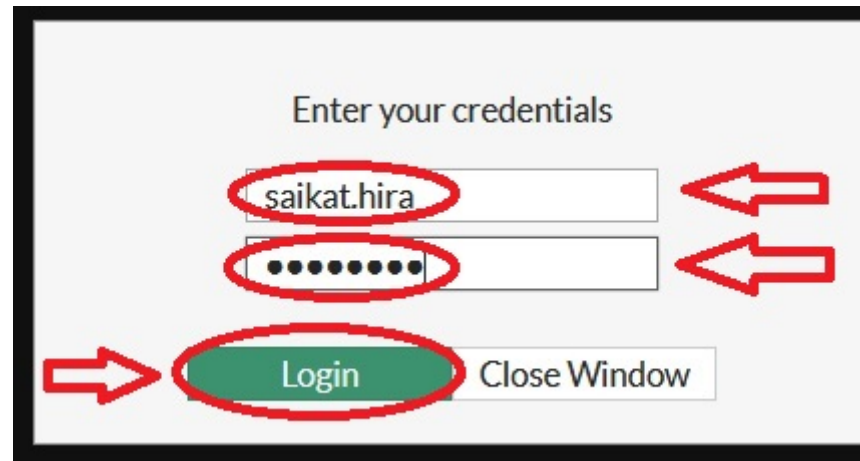 Enter your credentials
saikat.hira
●●●●●●●●
Login
Close Window